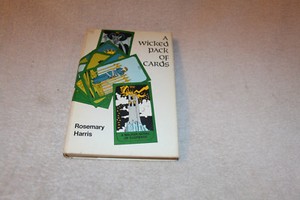 A
WICKED
PACK OF
CARDS
Rosemary
Harris